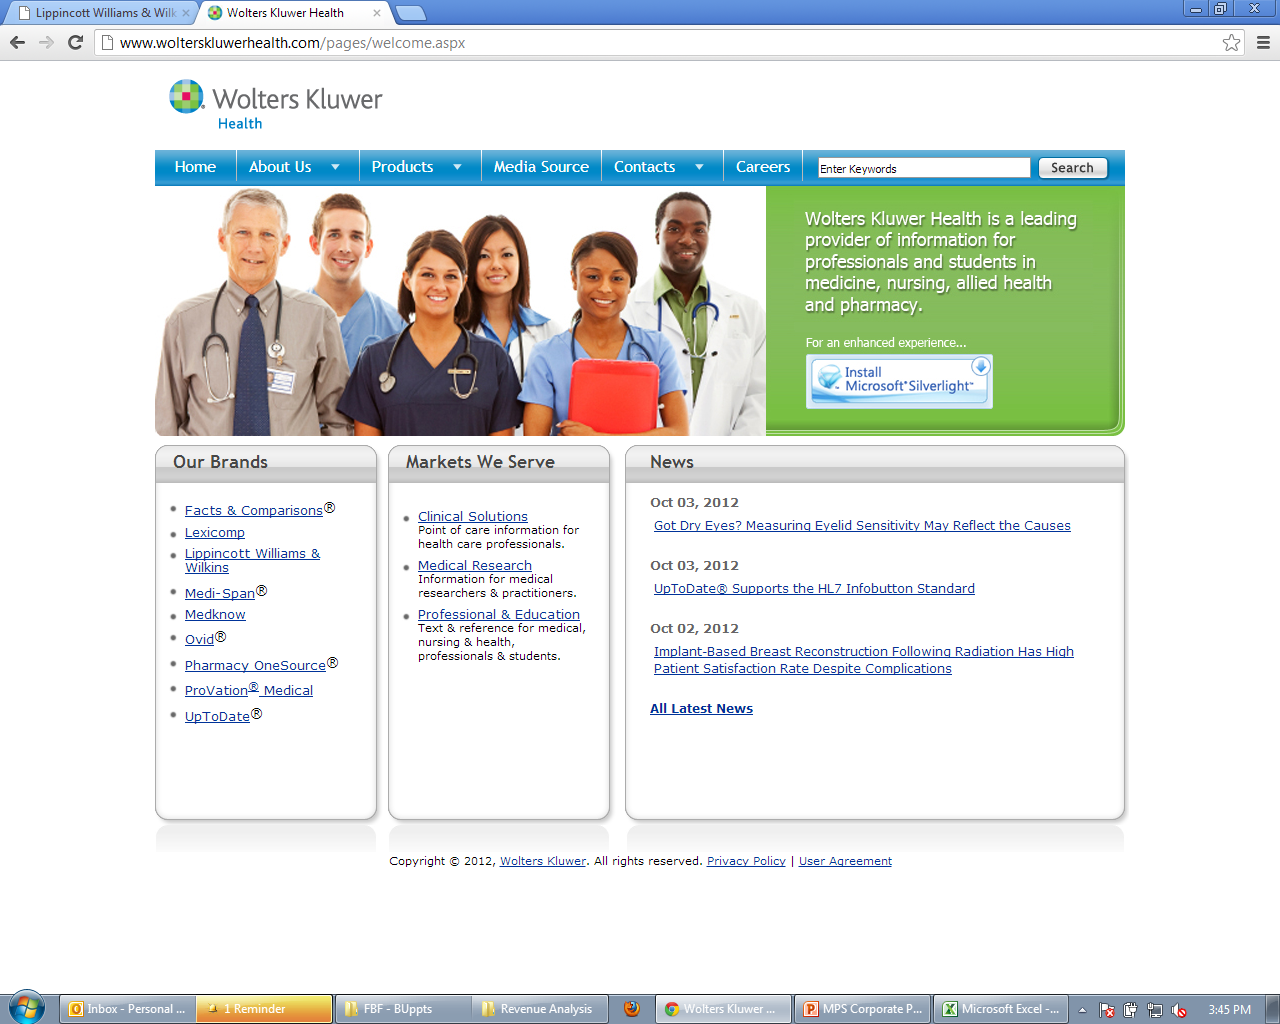 Lippincott Williams & Wilk
Wolters Kluwer Health
www.wolterskluwerhealth.com/pages/welcome.aspx
Wolters Kluwer
Health
Home
About Us
Products
Media Source
Contacts
Careers
Enter Keywords
Search
Wolters Kluwer Health is a leading
provider of information for
professionals and students in
medicine, nursing, allied health
and pharmacy.
For an enhanced experience...
Install
Microsoft® Silverlight™
Our Brands
Facts & Comparisons®
Lexicomp
Lippincott Williams &
Wilkins
Medi-Span®
Medknow
Ovid®
Pharmacy OneSource®
ProVation® Medical
UpToDate®
Markets We Serve
Clinical Solutions
Point of care information for
health care professionals.
Medical Research
Information for medical
researchers & practitioners.
Professional & Education
Text & reference for medical,
nursing & health,
professionals & students.
News
Oct 03, 2012
Got Dry Eyes? Measuring Eyelid Sensitivity May Reflect the Causes
Oct 03, 2012
UpToDate® Supports the HL7 Infobutton Standard
Oct 02, 2012
Implant-Based Breast Reconstruction Following Radiation Has High
Patient Satisfaction Rate Despite Complications
All Latest News
Copyright © 2012, Wolters Kluwer. All rights reserved. Privacy Policy | User Agreement
Inbox - Personal ...
1 Reminder
FBF - BUppts
Revenue Analysis
Wolters Kluwer ...
MPS Corporate P...
Microsoft Excel -...
3:45 PM